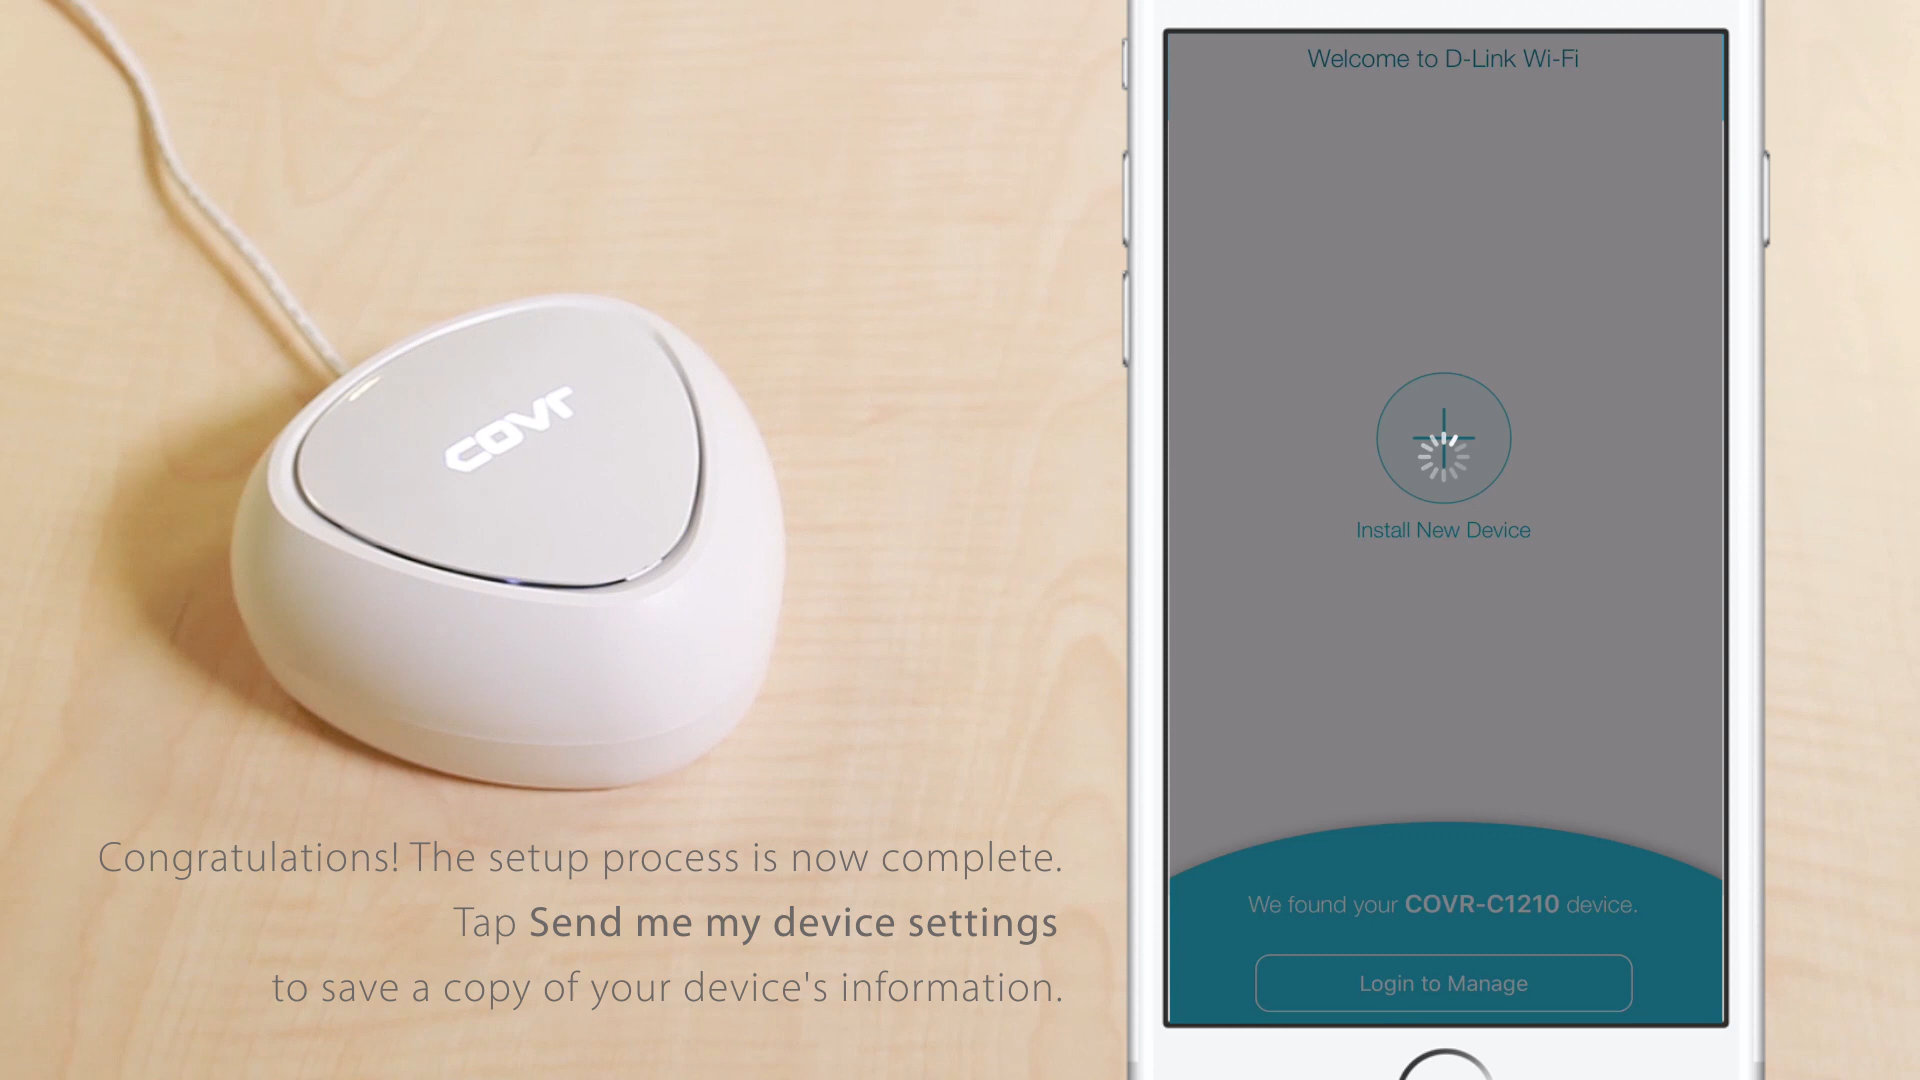 covr
Congratulations! The setup process is now complete.
Tap Send me my device settings
to save a copy of your device's information.
Welcome to D-Link Wi-Fi
Install New Device
We found your COVR-C1210 device.
Login to Manage